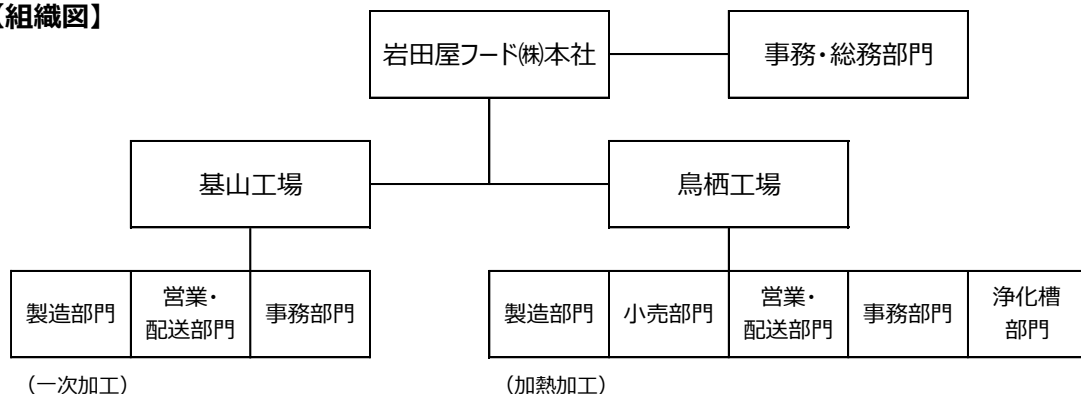 【組織図】
岩田屋フード㈱本社
事務・総務部門
基山工場
鳥栖工場
製造部門
営業・
配送部門
事務部門
製造部門
小売部門
営業・
配送部門
事務部門
浄化槽
部門
（一次加工）
（加熱加工）